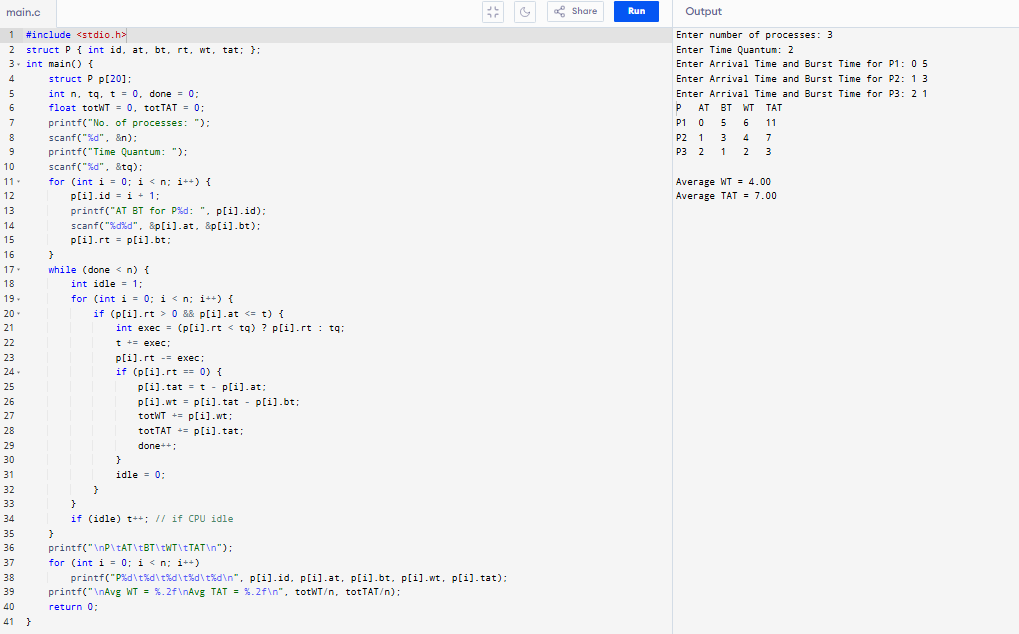 main.c
Share
Run
Output
1 #include <stdio.h>
2 struct P { int id, at, bt, rt, wt, tat; };
3 int main() {
4 struct P p[20];
5 int n, tq, t = 0, done = 0;
6 float totWT = 0, totTAT = 0;
7 printf("No. of processes: ");
8 scanf("%d", &n);
9 printf("Time Quantum: ");
10 scanf("%d", &tq);
11 for (int i = 0; i < n; i++) {
12 p[i].id = i + 1;
13 printf("AT BT for P%d: ", p[i].id);
14 scanf("%d%d", &p[i].at, &p[i].bt);
15 p[i].rt = p[i].bt;
16 }
17 while (done < n) {
18 int idle = 1;
19 for (int i = 0; i < n; i++) {
20 if (p[i].rt > 0 && p[i].at <= t) {
21 int exec = (p[i].rt < tq) ? p[i].rt : tq;
22 t += exec;
23 p[i].rt -= exec;
24 if (p[i].rt == 0) {
25 p[i].tat = t - p[i].at;
26 p[i].wt = p[i].tat - p[i].bt;
27 totWT += p[i].wt;
28 totTAT += p[i].tat;
29 done++;
30 }
31 idle = 0;
32 }
33 }
34 if (idle) t++; // if CPU idle
35 }
36 printf("\nP\tAT\tBT\tWT\tTAT\n");
37 for (int i = 0; i < n; i++)
38 printf("P%d\t%d\t%d\t%d\t%d\n", p[i].id, p[i].at, p[i].bt, p[i].wt, p[i].tat);
39 printf("\nAvg WT = %.2f\nAvg TAT = %.2f\n", totWT/n, totTAT/n);
40 return 0;
41 }
Enter number of processes: 3
Enter Time Quantum: 2
Enter Arrival Time and Burst Time for P1: 0 5
Enter Arrival Time and Burst Time for P2: 1 3
Enter Arrival Time and Burst Time for P3: 2 1
P AT BT WT TAT
P1 0 5 6 11
P2 1 3 4 7
P3 2 1 2 3
Average WT = 4.00
Average TAT = 7.00